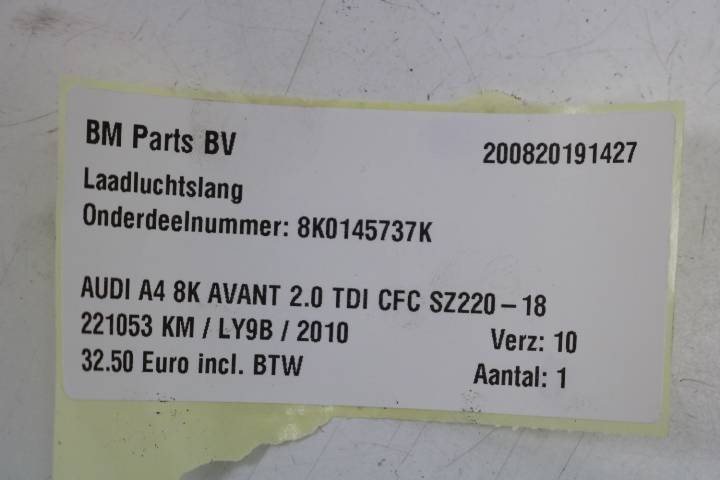 BM Parts BV 200820191427
Laadluchtslang
Onderdeelnummer: 8K0145737K
AUDI A4 8K AVANT 2.0 TDI CFC SZ220-18
221053 KM / LY9B / 2010 Verz: 10
32.50 Euro incl. BTW Aantal: 1